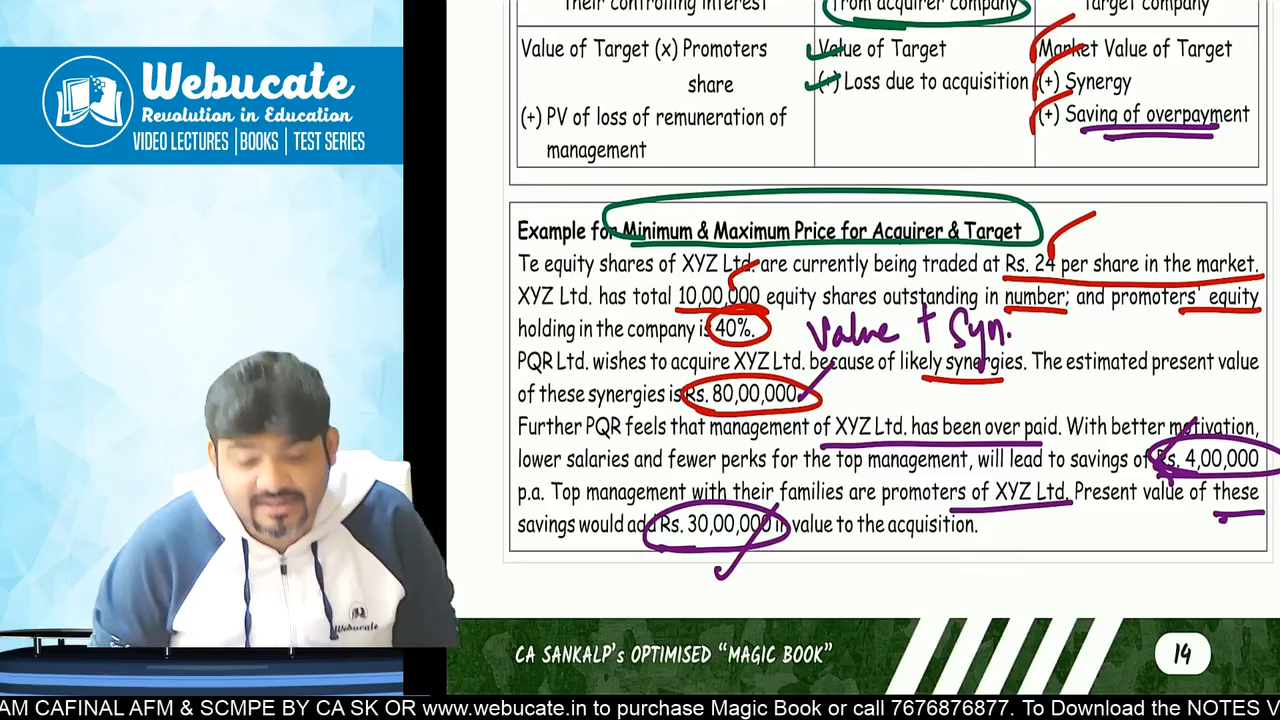 Webucate
Revolution in Education
VIDEO LECTURES |BOOKS | TEST SERIES
Their controlling interest
from acquirer company
Target company
Value of Target (x) Promoters
share
(+) PV of loss of remuneration of
management
Value of Target
(+) Loss due to acquisition
Market Value of Target
(+) Synergy
(+) Saving of overpayment
Example for Minimum & Maximum Price for Acquirer & Target
Te equity shares of XYZ Ltd. are currently being traded at Rs. 24 per share in the market.
XYZ Ltd. has total 10,00,000 equity shares outstanding in number; and promoters' equity
holding in the company is 40%.
Value + Syn.
PQR Ltd. wishes to acquire XYZ Ltd. because of likely synergies. The estimated present value
of these synergies is Rs. 80,00,000.
Further PQR feels that management of XYZ Ltd. has been over paid. With better motivation,
lower salaries and fewer perks for the top management, will lead to savings of Rs. 4,00,000
p.a. Top management with their families are promoters of XYZ Ltd. Present value of these
savings would add Rs. 30,00,000 in value to the acquisition.
Webucate
CA SANKALP's OPTIMISED "MAGIC BOOK"
14
AM CAFINAL AFM & SCMPE BY CA SK OR www.webucate.in to purchase Magic Book or call 7676876877. To Download the NOTES V